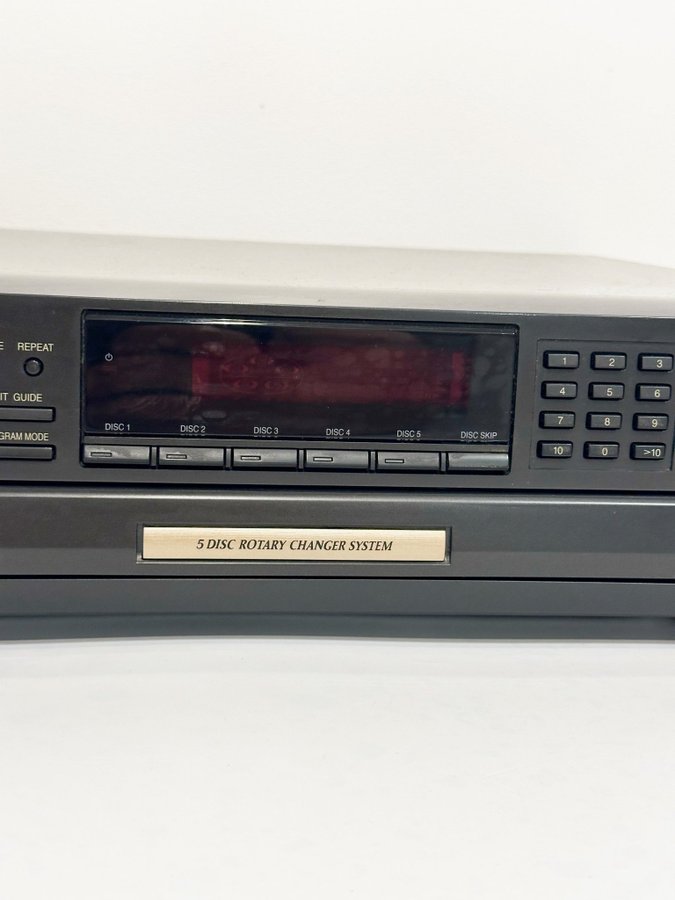 E REPEAT
IT GUIDE
GRAM MODE
DISC 1 DISC 2 DISC 3 DISC 4 DISC 5 DISC SKIP
1 2 3
4 5 6
7 8 9
10 0 >10
5 DISC ROTARY CHANGER SYSTEM